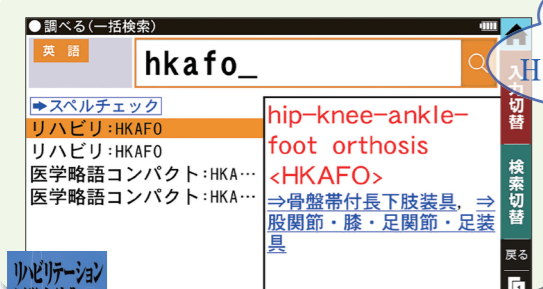 ●調べる(一括検索)
英 語
hkafo_
➡スペルチェック
リハビリ:HKAFO
リハビリ:HKAFO
医学略語コンパクト:HKA…
医学略語コンパクト:HKA…
hip-knee-ankle-
foot orthosis
<HKAFO>
⇒骨盤帯付長下肢装具, ⇒
股関節・膝・足関節・足装
具
H
入力切替
検索切替
戻る
リハビリテーション